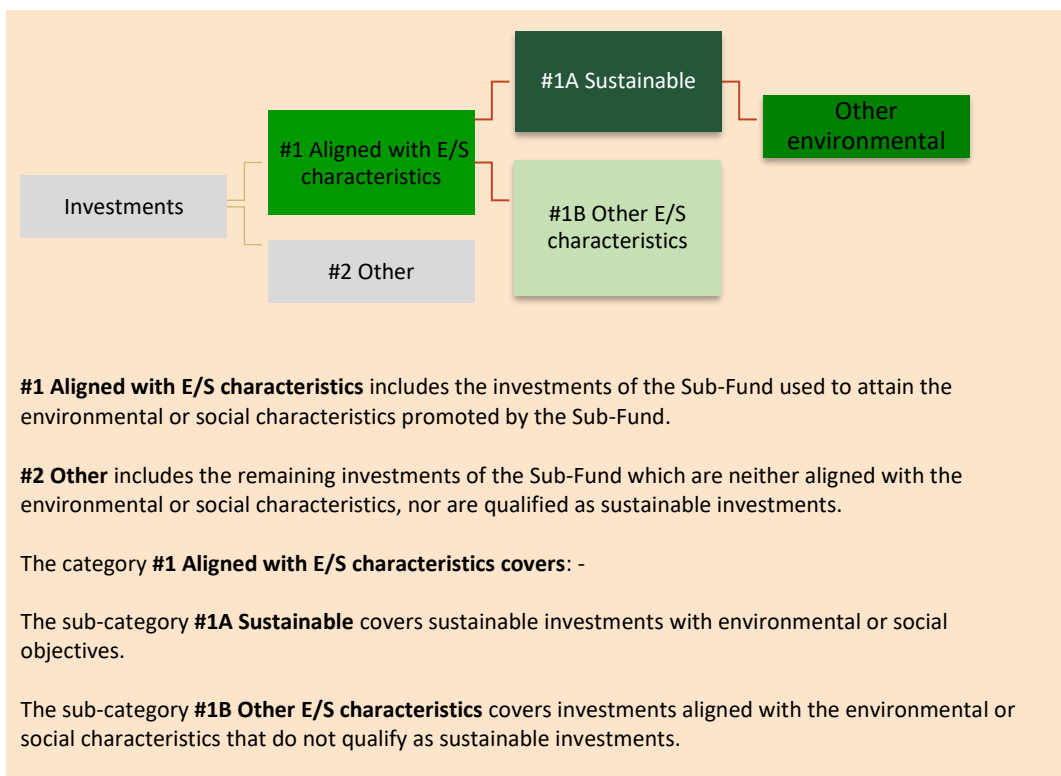 #1A Sustainable
Other
environmental
#1 Aligned with E/S
characteristics
Investments
#1B Other E/S
characteristics
#2 Other
#1 Aligned with E/S characteristics includes the investments of the Sub-Fund used to attain the
environmental or social characteristics promoted by the Sub-Fund.
#2 Other includes the remaining investments of the Sub-Fund which are neither aligned with the
environmental or social characteristics, nor are qualified as sustainable investments.
The category #1 Aligned with E/S characteristics covers: -
The sub-category #1A Sustainable covers sustainable investments with environmental or social
objectives.
The sub-category #1B Other E/S characteristics covers investments aligned with the environmental or
social characteristics that do not qualify as sustainable investments.